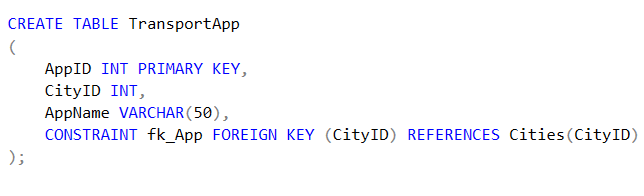 CREATE TABLE TransportApp
(
    AppID INT PRIMARY KEY,
    CityID INT,
    AppName VARCHAR(50),
    CONSTRAINT fk_App FOREIGN KEY (CityID) REFERENCES Cities(CityID)
);